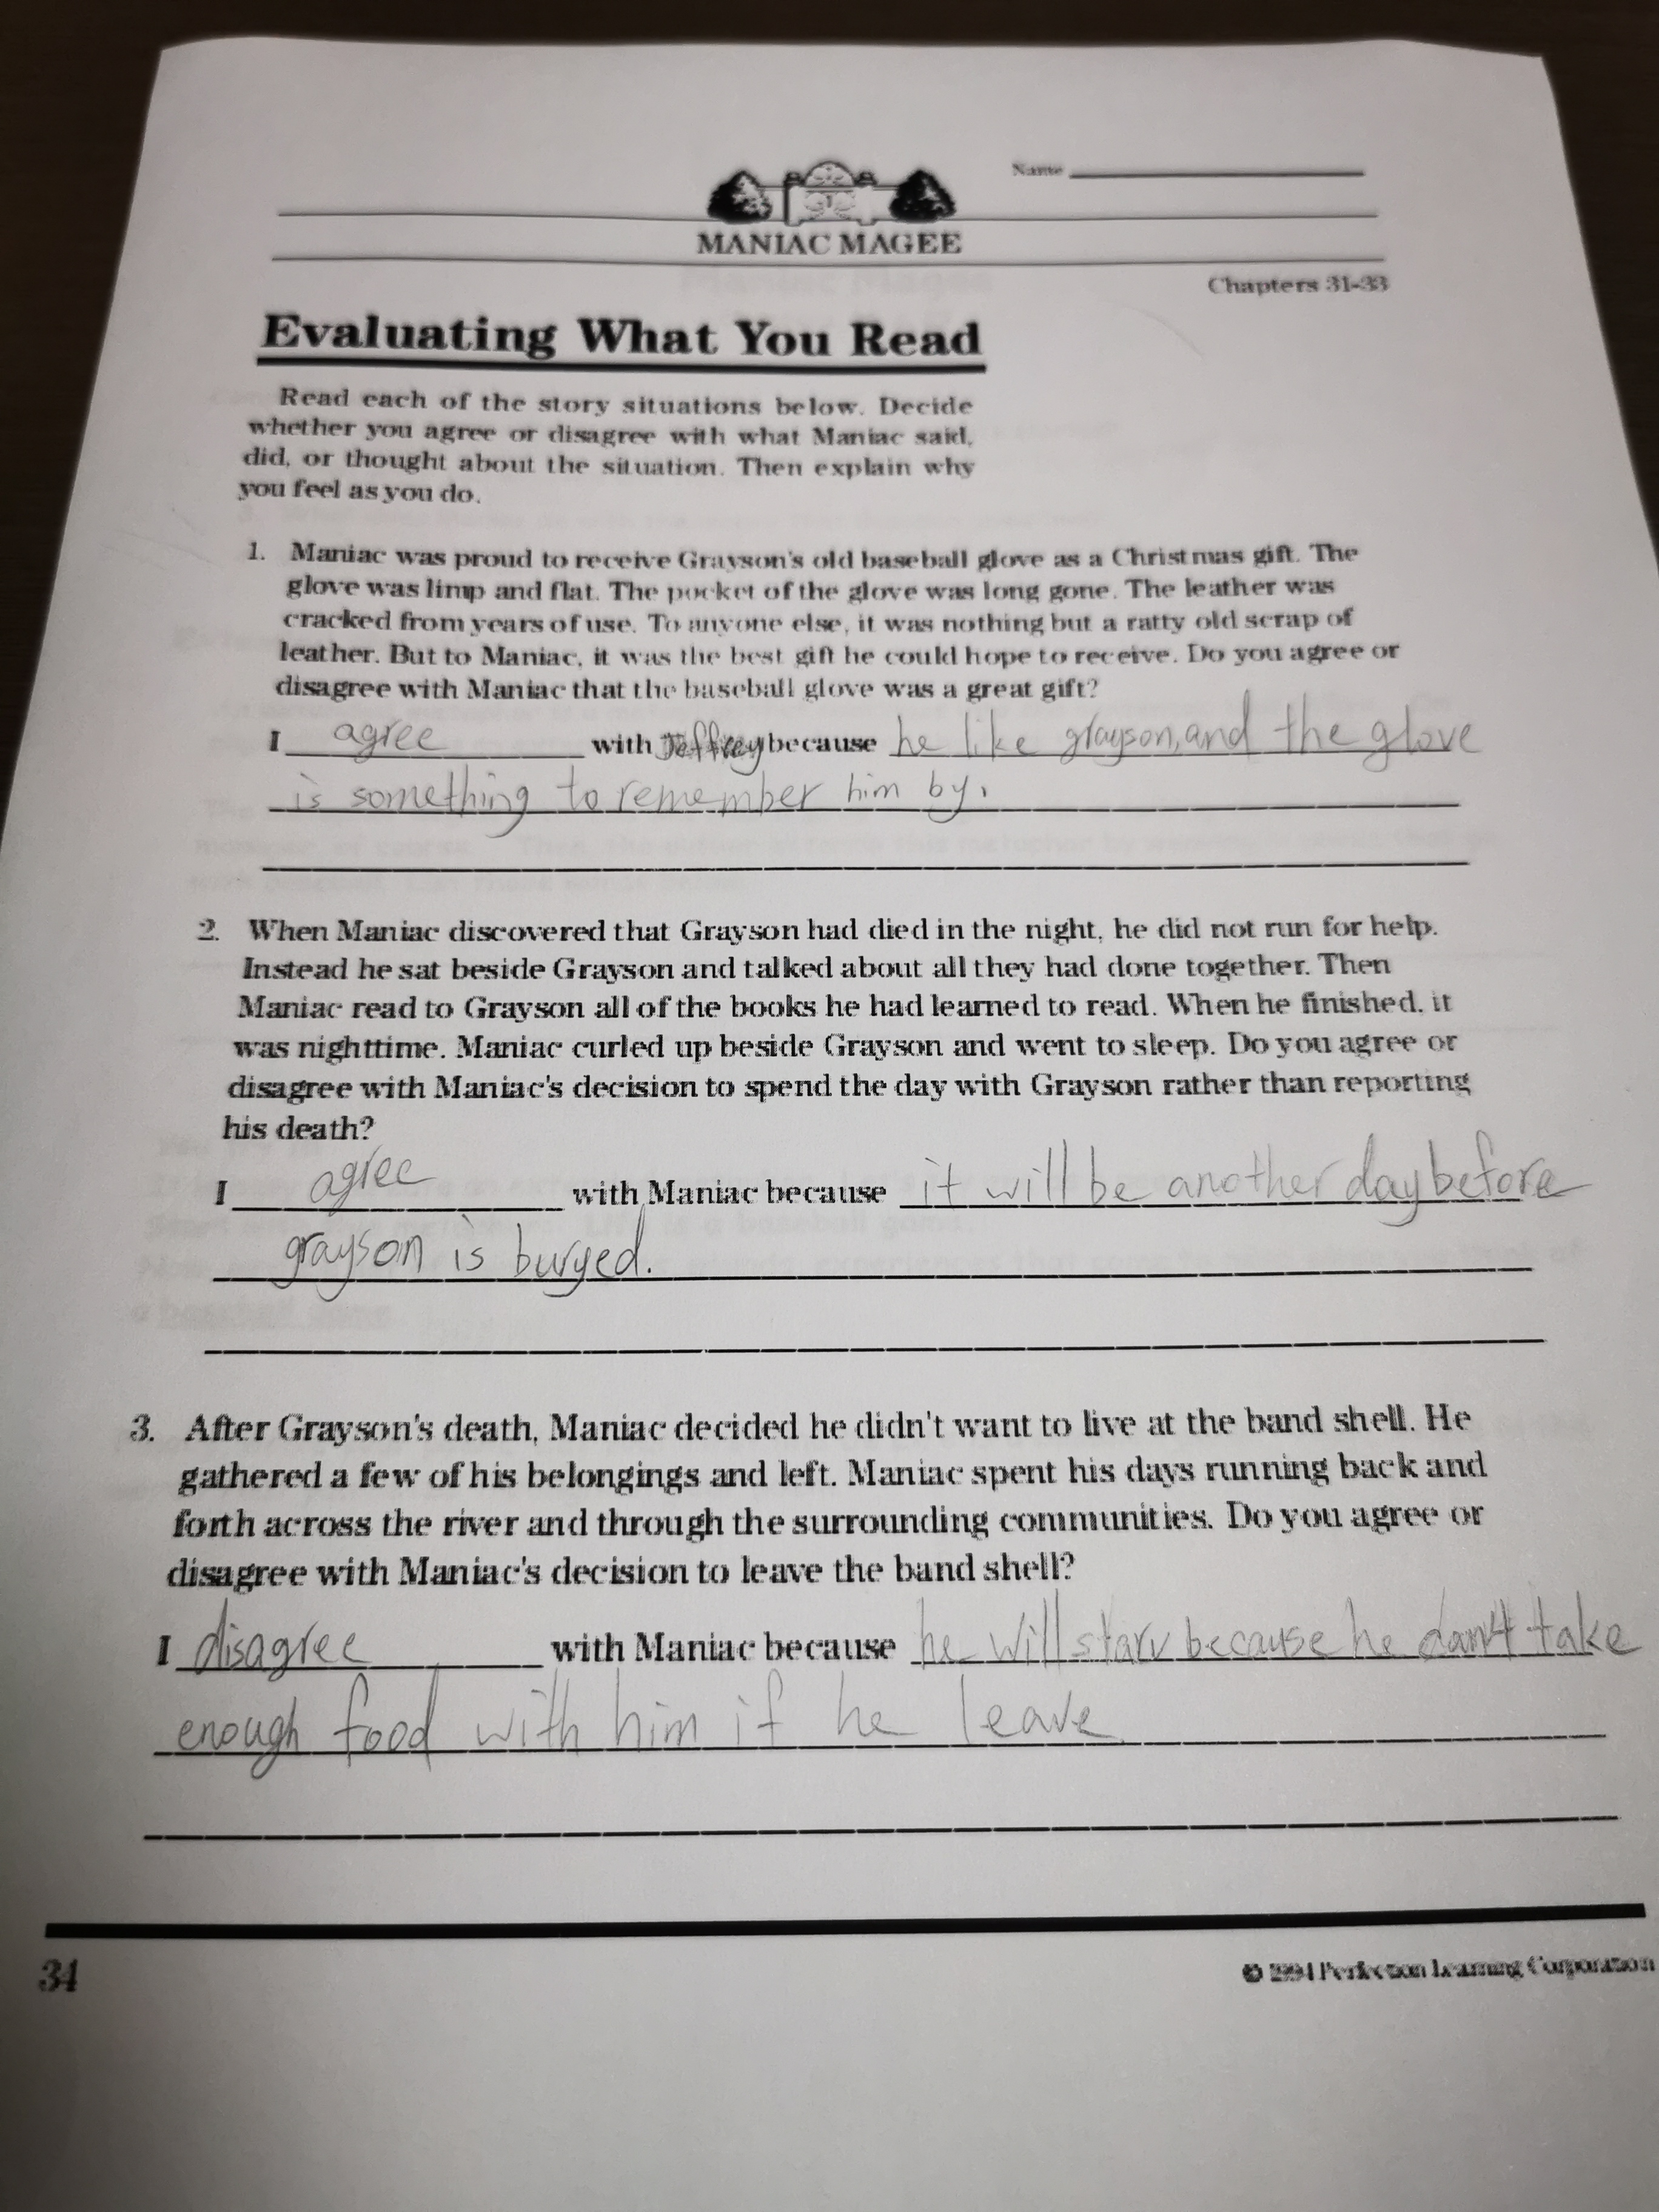 Name
MANIAC MAGEE
Chapters 31-33
Evaluating What You Read
Read each of the story situations below. Decide
whether you agree or disagree with what Maniac said,
did, or thought about the situation. Then explain why
you feel as you do.
1. Maniac was proud to receive Grayson's old baseball glove as a Christmas gift. The
glove was limp and flat. The pocket of the glove was long gone. The leather was
cracked from years of use. To anyone else, it was nothing but a ratty old scrap of
leather. But to Maniac, it was the best gift he could hope to receive. Do you agree or
disagree with Maniac that the baseball glove was a great gift?
I agree with Jeffrey because he like grayson, and the glove
is something to remember him by.
2. When Maniac discovered that Grayson had died in the night, he did not run for help.
Instead he sat beside Grayson and talked about all they had done together. Then
Maniac read to Grayson all of the books he had learned to read. When he finished, it
was nighttime. Maniac curled up beside Grayson and went to sleep. Do you agree or
disagree with Maniac's decision to spend the day with Grayson rather than reporting
his death?
I agree with Maniac because it will be another day before
grayson is buryed.
3. After Grayson's death, Maniac decided he didn't want to live at the band shell. He
gathered a few of his belongings and left. Maniac spent his days running back and
forth across the river and through the surrounding communities. Do you agree or
disagree with Maniac's decision to leave the band shell?
I disagree with Maniac because he will starv because he take
enough food with him if he leave
34
© 1994 Perfection Learning Corporation